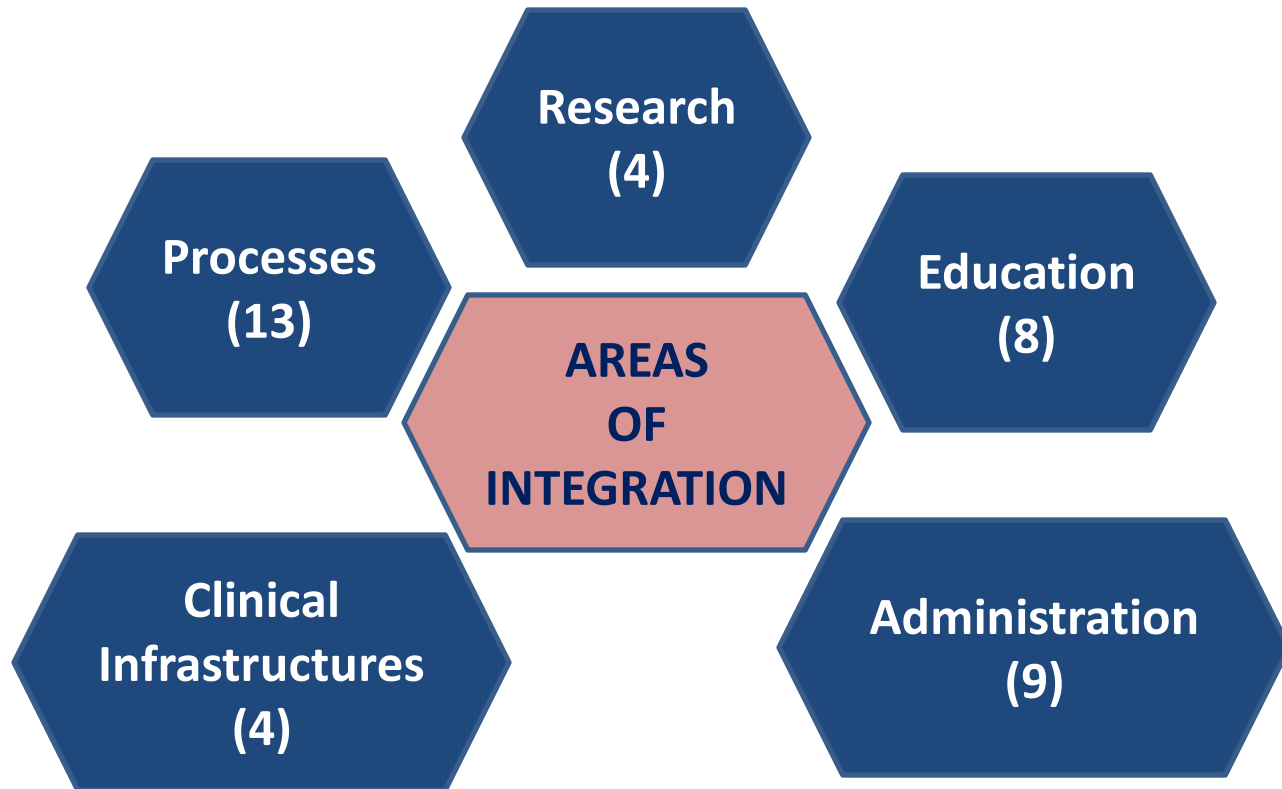 Research
(4)
Processes
(13)
Education
(8)
AREAS
OF
INTEGRATION
Clinical
Infrastructures
(4)
Administration
(9)